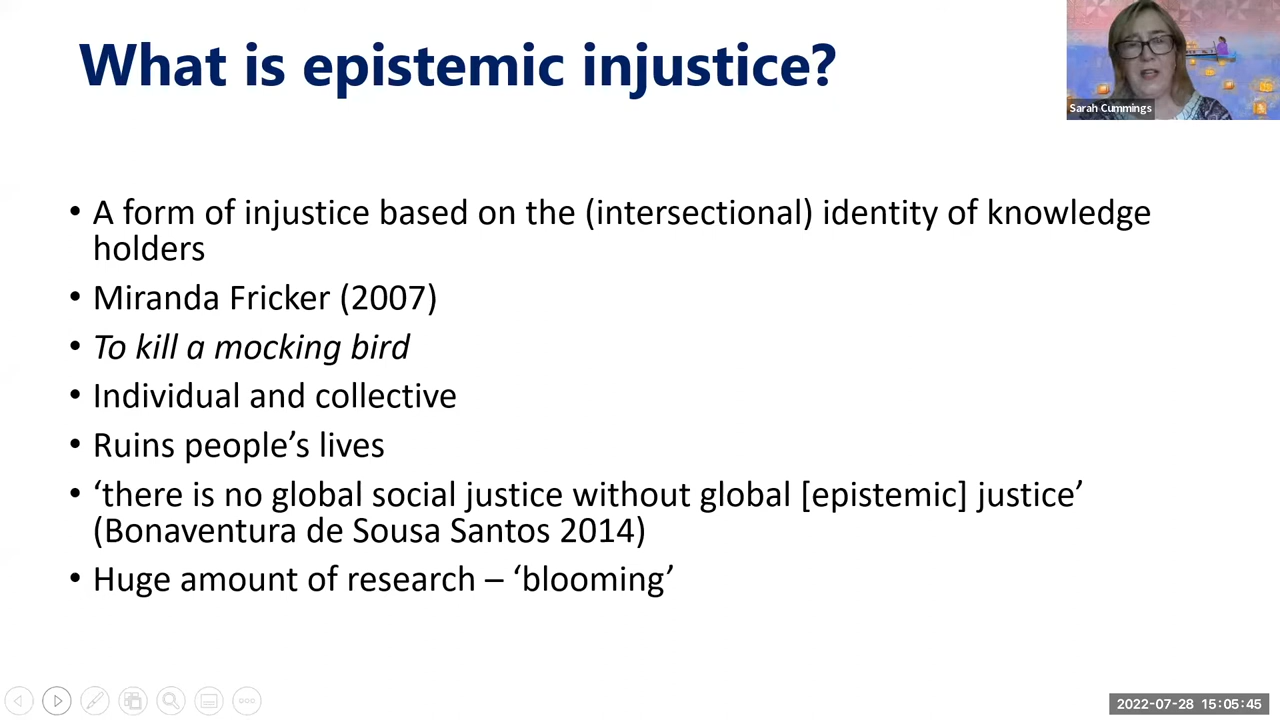 What is epistemic injustice?
Sarah Cummings
• A form of injustice based on the (intersectional) identity of knowledge
holders
• Miranda Fricker (2007)
• To kill a mocking bird
• Individual and collective
• Ruins people’s lives
• ‘there is no global social justice without global [epistemic] justice’
(Bonaventura de Sousa Santos 2014)
• Huge amount of research – ‘blooming’
2022-07-28 15:05:45